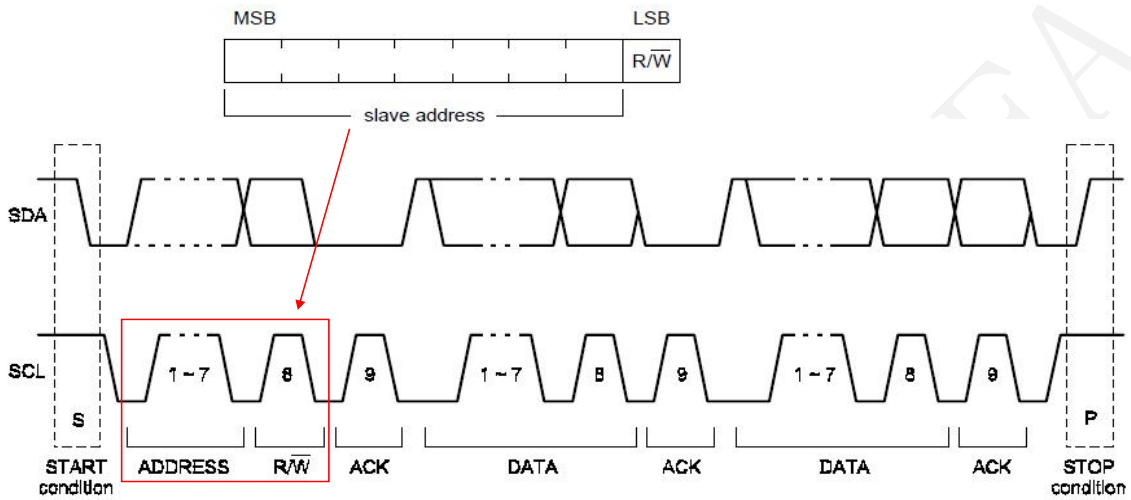 MSB LSB
R/W̅
slave address
SDA
SCL
1 ~ 7 8 9 1 ~ 7 8 9 1 ~ 7 8 9
S P
START condition ADDRESS R/W̅ ACK DATA ACK DATA ACK STOP condition